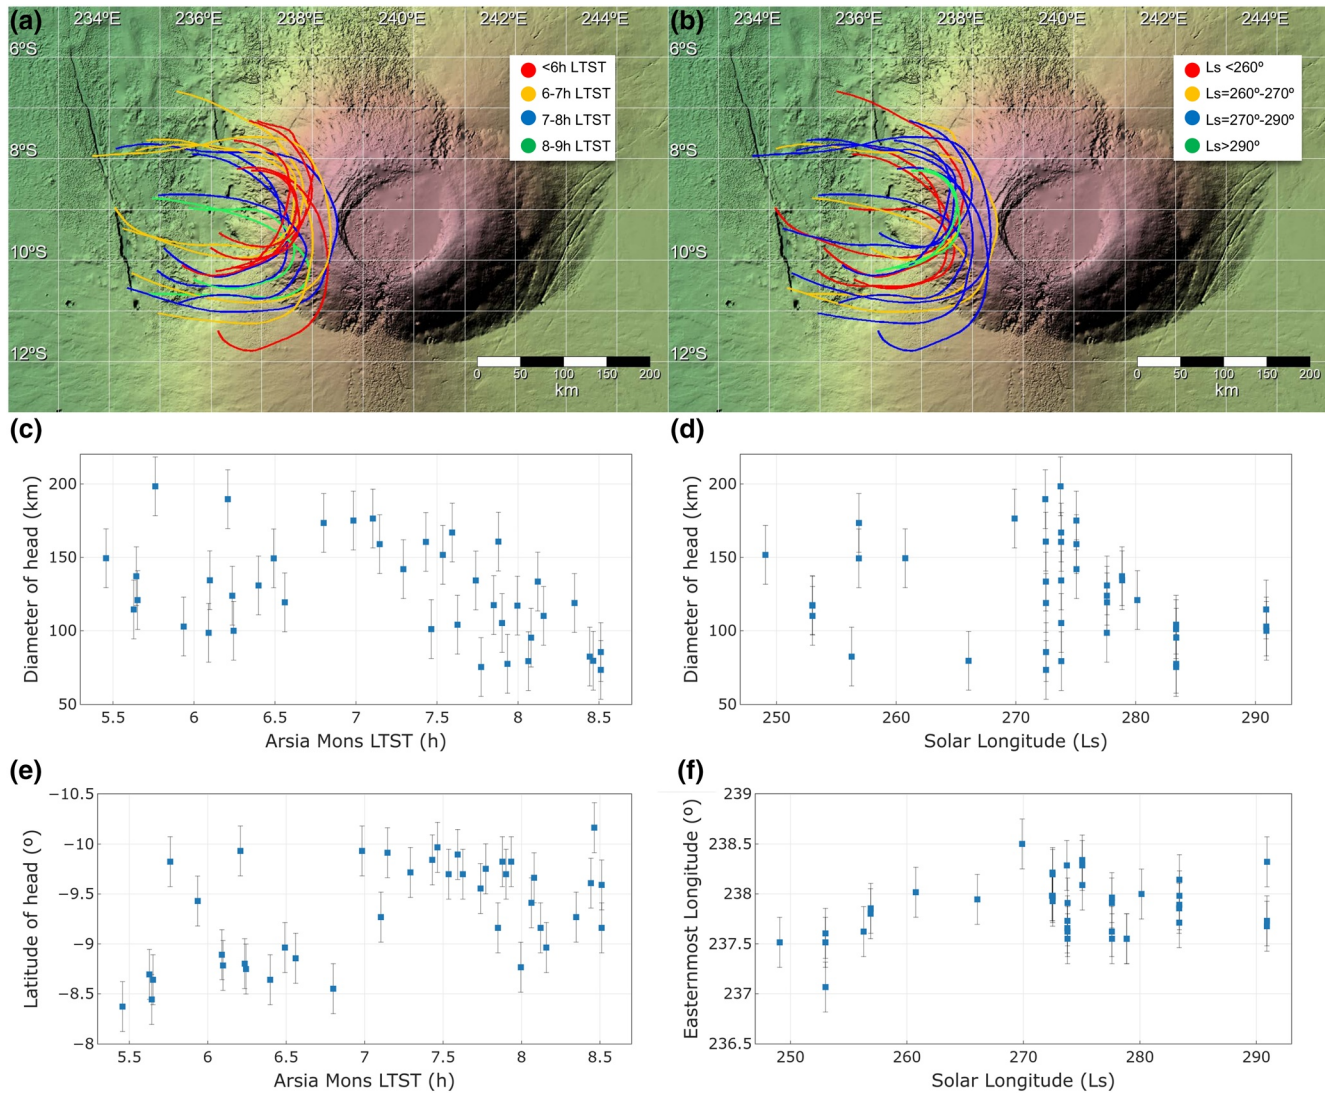 (a)
234ºE 236ºE 238ºE 240ºE 242ºE 244ºE
6ºS
8ºS
10ºS
12ºS
<6h LTST
6-7h LTST
7-8h LTST
8-9h LTST
0 50 100 150 200
km
(b)
234ºE 236ºE 238ºE 240ºE 242ºE 244ºE
6ºS
8ºS
10ºS
12ºS
Ls <260º
Ls=260º-270º
Ls=270º-290º
Ls>290º
0 50 100 150 200
km
(c)
Diameter of head (km)
200
150
100
50
5.5 6 6.5 7 7.5 8 8.5
Arsia Mons LTST (h)
(d)
Diameter of head (km)
200
150
100
50
250 260 270 280 290
Solar Longitude (Ls)
(e)
Latitude of head (º)
−10.5
−10
−9.5
−9
−8.5
−8
5.5 6 6.5 7 7.5 8 8.5
Arsia Mons LTST (h)
(f)
Easternmost Longitude (º)
239
238.5
238
237.5
237
236.5
250 260 270 280 290
Solar Longitude (Ls)